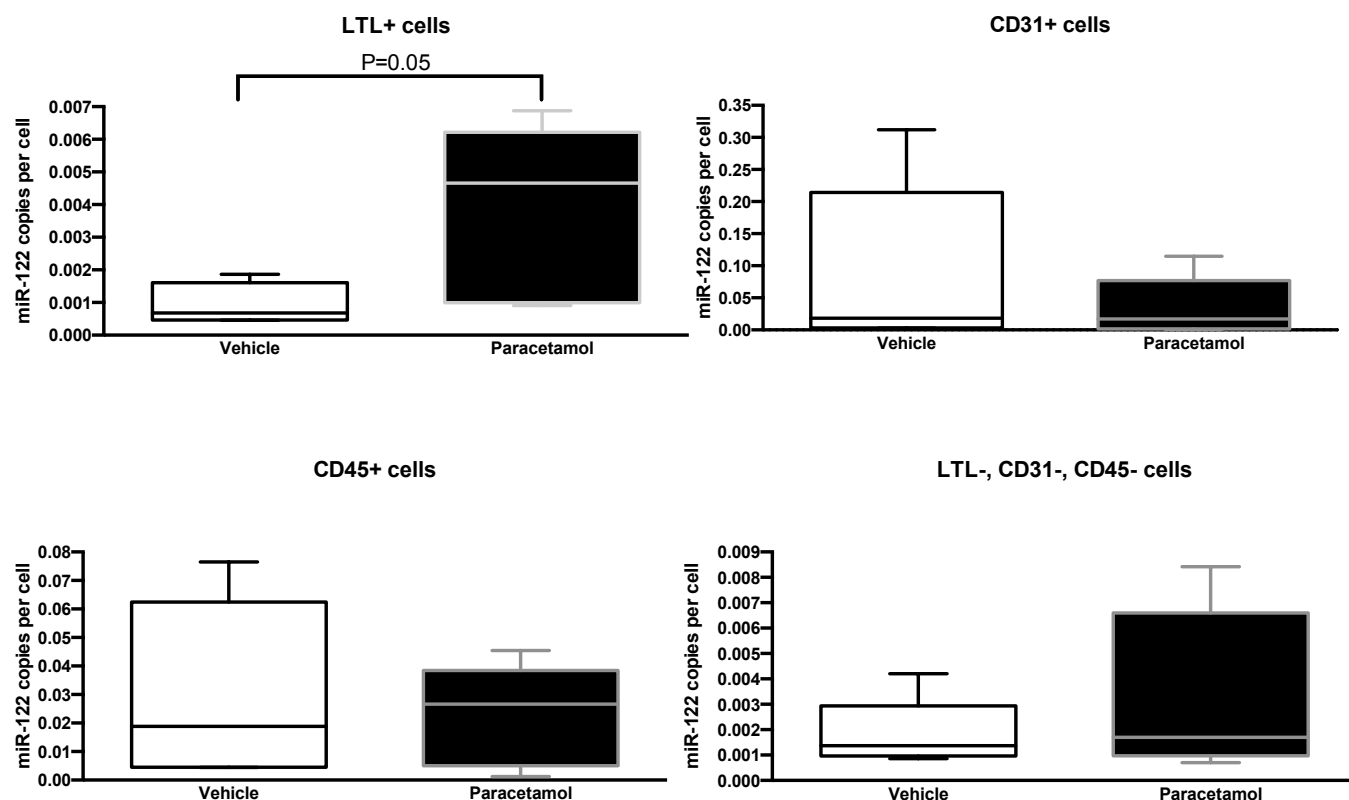 LTL+ cells
P=0.05
miR-122 copies per cell
0.007
0.006
0.005
0.004
0.003
0.002
0.001
0.000
Vehicle
Paracetamol
CD31+ cells
miR-122 copies per cell
0.35
0.30
0.25
0.20
0.15
0.10
0.05
0.00
Vehicle
Paracetamol
CD45+ cells
miR-122 copies per cell
0.08
0.07
0.06
0.05
0.04
0.03
0.02
0.01
0.00
Vehicle
Paracetamol
LTL-, CD31-, CD45- cells
miR-122 copies per cell
0.009
0.008
0.007
0.006
0.005
0.004
0.003
0.002
0.001
0.000
Vehicle
Paracetamol